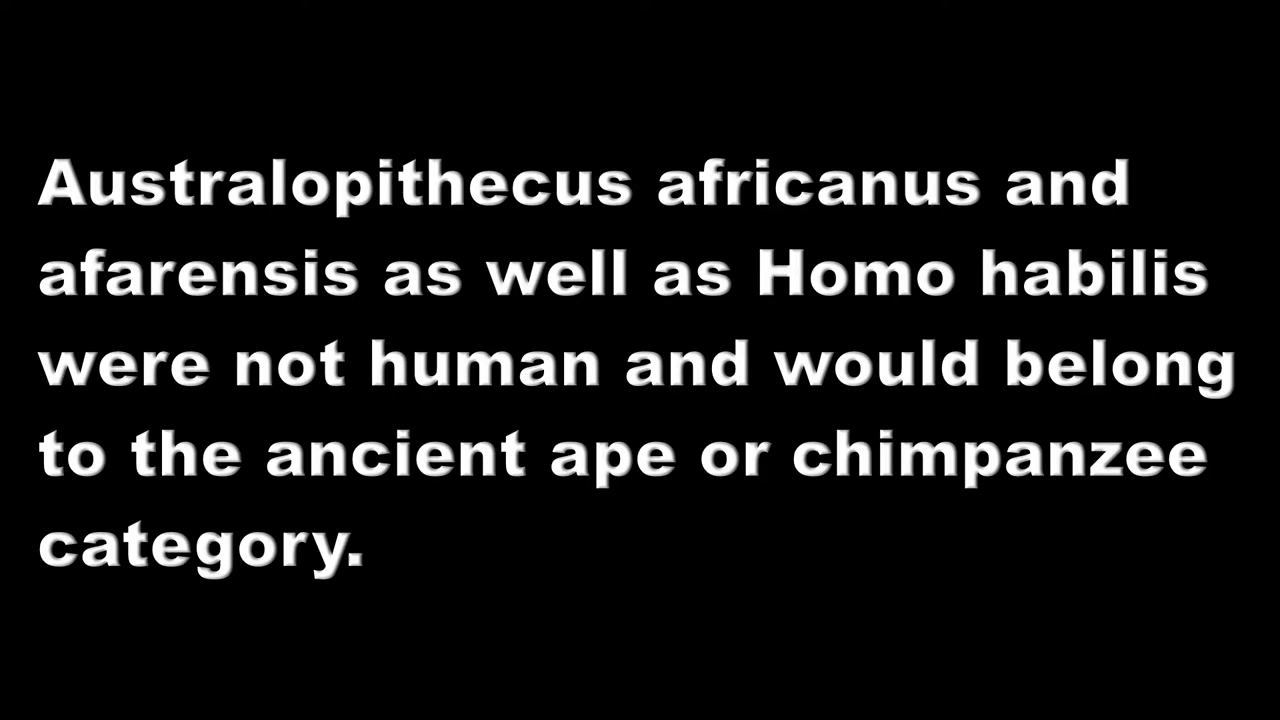 Australopithecus africanus and
afarensis as well as Homo habilis
were not human and would belong
to the ancient ape or chimpanzee
category.